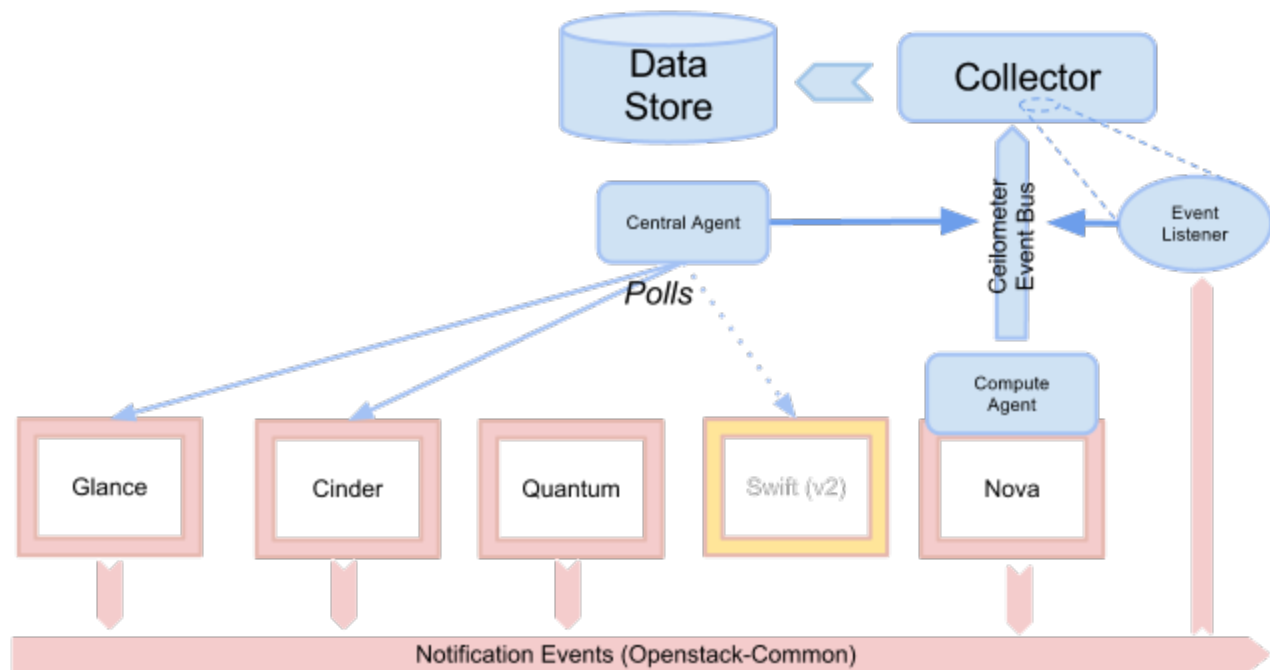 Data
Store
Collector
Central Agent
Ceilometer
Event Bus
Event
Listener
Polls
Compute
Agent
Glance
Cinder
Quantum
Swift (v2)
Nova
Notification Events (Openstack-Common)